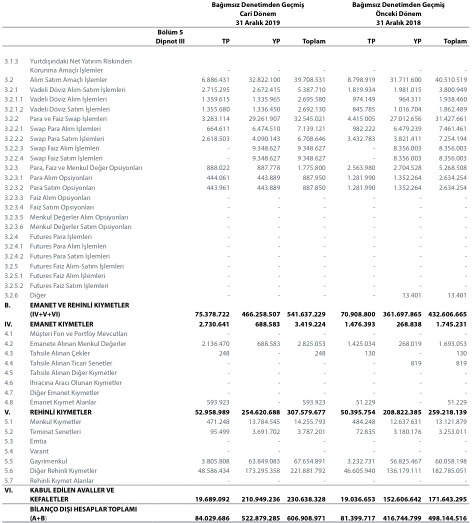 Bağımsız Denetimden Geçmiş Bağımsız Denetimden Geçmiş
Cari Dönem Önceki Dönem
31 Aralık 2019 31 Aralık 2018
Bölüm 5
Dipnot III TP YP Toplam TP YP Toplam
3.1.3 Yurtdışındaki Net Yatırım Riskinden
Korunma Amaçlı İşlemler - - - - - -
3.2 Alım Satım Amaçlı İşlemler 6.886.431 32.822.100 39.708.531 8.798.919 31.711.600 40.510.519
3.2.1 Vadeli Döviz Alım-Satım İşlemleri 2.715.295 2.672.415 5.387.710 1.819.934 1.981.015 3.800.949
3.2.1.1 Vadeli Döviz Alım İşlemleri 1.359.615 1.335.965 2.695.580 974.149 964.311 1.938.460
3.2.1.2 Vadeli Döviz Satım İşlemleri 1.355.680 1.336.450 2.692.130 845.785 1.016.704 1.862.489
3.2.2 Para ve Faiz Swap İşlemleri 3.283.114 29.261.907 32.545.021 4.415.005 27.012.656 31.427.661
3.2.2.1 Swap Para Alım İşlemleri 664.611 6.474.510 7.139.121 982.222 6.479.239 7.461.461
3.2.2.2 Swap Para Satım İşlemleri 2.618.503 4.090.143 6.708.646 3.432.783 3.821.411 7.254.194
3.2.2.3 Swap Faiz Alım İşlemleri - 9.348.627 9.348.627 - 8.356.003 8.356.003
3.2.2.4 Swap Faiz Satım İşlemleri - 9.348.627 9.348.627 - 8.356.003 8.356.003
3.2.3 Para, Faiz ve Menkul Değer Opsiyonları 888.022 887.778 1.775.800 2.563.980 2.704.528 5.268.508
3.2.3.1 Para Alım Opsiyonları 444.061 443.889 887.950 1.281.990 1.352.264 2.634.254
3.2.3.2 Para Satım Opsiyonları 443.961 443.889 887.850 1.281.990 1.352.264 2.634.254
3.2.3.3 Faiz Alım Opsiyonları - - - - - -
3.2.3.4 Faiz Satım Opsiyonları - - - - - -
3.2.3.5 Menkul Değerler Alım Opsiyonları - - - - - -
3.2.3.6 Menkul Değerler Satım Opsiyonları - - - - - -
3.2.4 Futures Para İşlemleri - - - - - -
3.2.4.1 Futures Para Alım İşlemleri - - - - - -
3.2.4.2 Futures Para Satım İşlemleri - - - - - -
3.2.5 Futures Faiz Alım-Satım İşlemleri - - - - - -
3.2.5.1 Futures Faiz Alım İşlemleri - - - - - -
3.2.5.2 Futures Faiz Satım İşlemleri - - - - - -
3.2.6 Diğer - - - - 13.401 13.401
B. EMANET VE REHİNLİ KIYMETLER
(IV+V+VI) 75.378.722 466.258.507 541.637.229 70.908.800 361.697.865 432.606.665
IV. EMANET KIYMETLER 2.730.641 688.583 3.419.224 1.476.393 268.838 1.745.231
4.1 Müşteri Fon ve Portföy Mevcutları - - - - - -
4.2 Emanete Alınan Menkul Değerler 2.136.470 688.583 2.825.053 1.425.034 268.019 1.693.053
4.3 Tahsile Alınan Çekler 248 - 248 130 - 130
4.4 Tahsile Alınan Ticari Senetler - - - - 819 819
4.5 Tahsile Alınan Diğer Kıymetler - - - - - -
4.6 İhracına Aracı Olunan Kıymetler - - - - - -
4.7 Diğer Emanet Kıymetler - - - - - -
4.8 Emanet Kıymet Alanlar 593.923 - 593.923 51.229 - 51.229
V. REHİNLİ KIYMETLER 52.958.989 254.620.688 307.579.677 50.395.754 208.822.385 259.218.139
5.1 Menkul Kıymetler 471.248 13.784.545 14.255.793 484.248 12.637.631 13.121.879
5.2 Teminat Senetleri 95.499 3.691.702 3.787.201 72.835 3.180.176 3.253.011
5.3 Emtia - - - - - -
5.4 Varant - - - - - -
5.5 Gayrimenkul 3.805.808 63.849.083 67.654.891 3.232.731 56.825.467 60.058.198
5.6 Diğer Rehinli Kıymetler 48.586.434 173.295.358 221.881.792 46.605.940 136.179.111 182.785.051
5.7 Rehinli Kıymet Alanlar - - - - - -
VI. KABUL EDİLEN AVALLER VE
KEFALETLER 19.689.092 210.949.236 230.638.328 19.036.653 152.606.642 171.643.295
BİLANÇO DIŞI HESAPLAR TOPLAMI
(A+B) 84.029.686 522.879.285 606.908.971 81.399.717 416.744.799 498.144.516